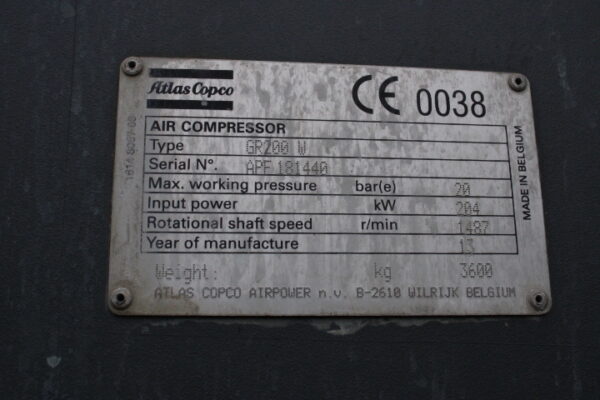 Atlas Copco
CE 0038
AIR COMPRESSOR
Type GR200 W
Serial N°. APF 181440
Max. working pressure bar(e) 20
Input power kW 204
Rotational shaft speed r/min 1487
Year of manufacture 13
Weight: kg 3600
ATLAS COPCO AIRPOWER n.v. B-2610 WILRIJK BELGIUM
MADE IN BELGIUM